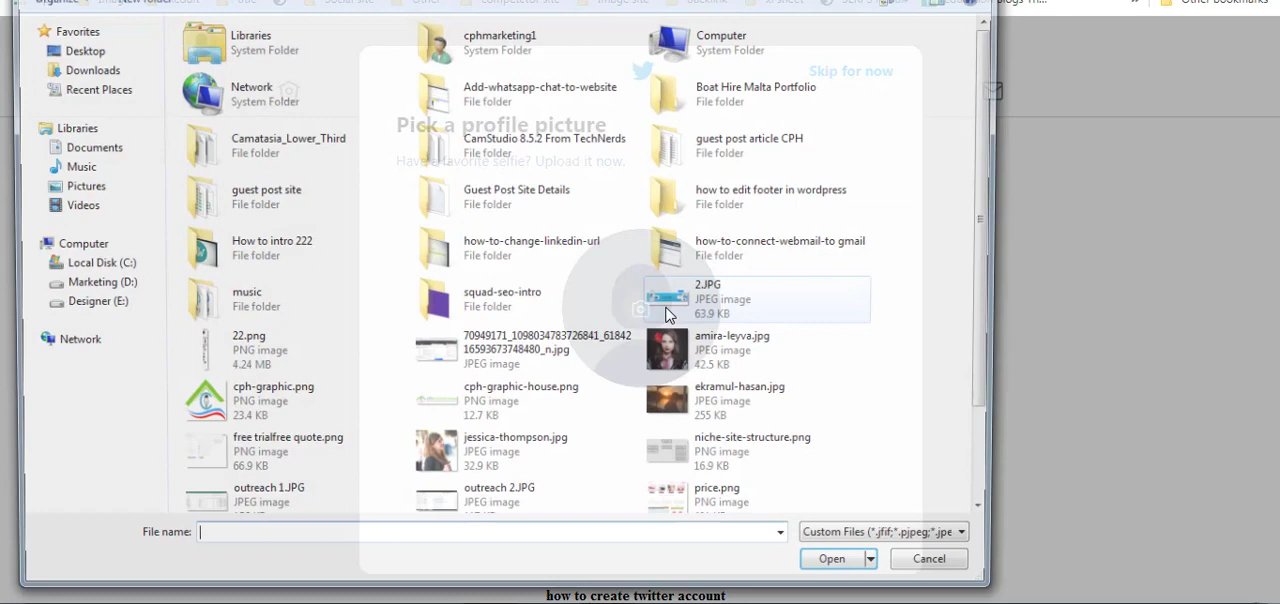 Organize
New folder
Other bookmarks
Favorites
Desktop
Downloads
Recent Places
Libraries
Documents
Music
Pictures
Videos
Computer
Local Disk (C:)
Marketing (D:)
Designer (E:)
Network
Libraries
System Folder
cphmarketing1
System Folder
Computer
System Folder
Network
System Folder
Add-whatsapp-chat-to-website
File folder
Boat Hire Malta Portfolio
File folder
Camatasia_Lower_Third
File folder
CamStudio 8.5.2 From TechNerds
File folder
guest post article CPH
File folder
guest post site
File folder
Guest Post Site Details
File folder
how to edit footer in wordpress
File folder
How to intro 222
File folder
how-to-change-linkedin-url
File folder
how-to-connect-webmail-to gmail
File folder
music
File folder
squad-seo-intro
File folder
2.JPG
JPEG image
63.9 KB
22.png
PNG image
4.24 MB
70949171_1098034783726841_61842
16593673748480_n.jpg
JPEG image
amira-leyva.jpg
JPEG image
42.5 KB
cph-graphic.png
PNG image
23.4 KB
cph-graphic-house.png
PNG image
12.7 KB
ekramul-hasan.jpg
JPEG image
255 KB
free trialfree quote.png
PNG image
66.9 KB
jessica-thompson.jpg
JPEG image
32.9 KB
niche-site-structure.png
PNG image
16.9 KB
outreach 1.JPG
JPEG image
outreach 2.JPG
JPEG image
price.png
PNG image
Skip for now
Pick a profile picture
Have a favorite selfie? Upload it now.
File name:
Custom Files (*.jfif;*.pjpeg;*.jpe
Open
Cancel
how to create twitter account